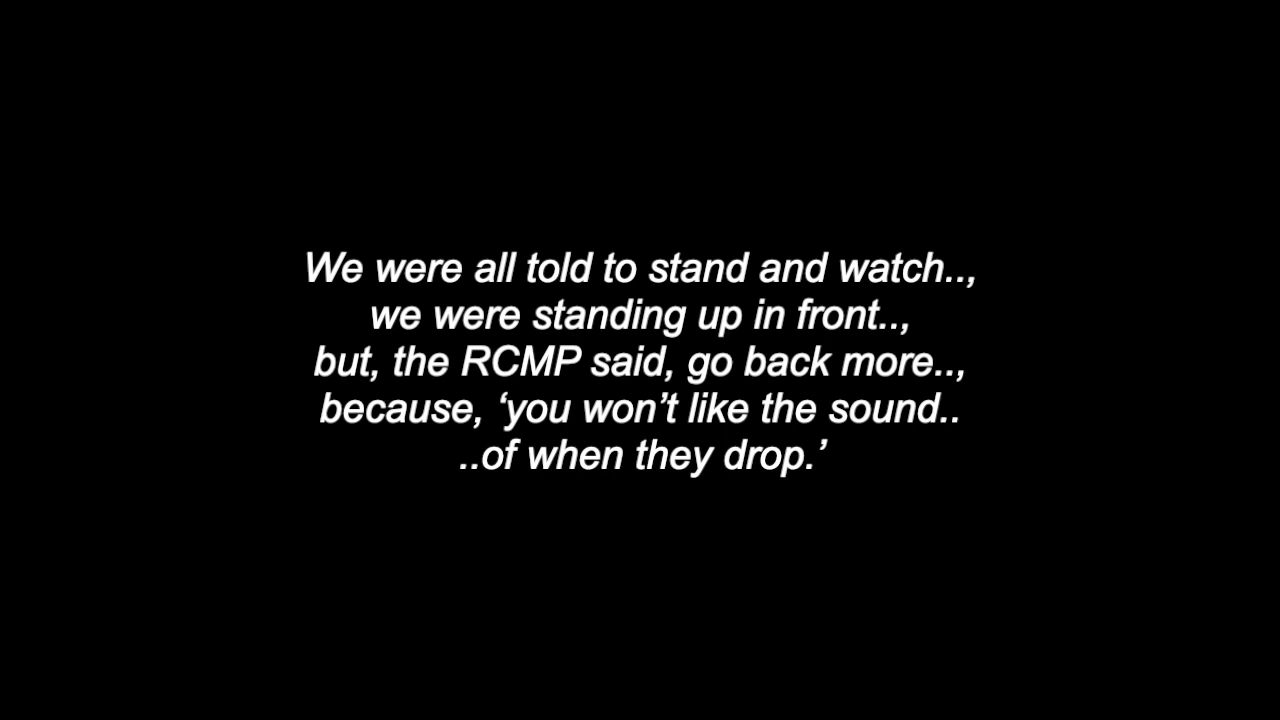 We were all told to stand and watch..,
we were standing up in front..,
but, the RCMP said, go back more..,
because, ‘you won’t like the sound..
..of when they drop.’